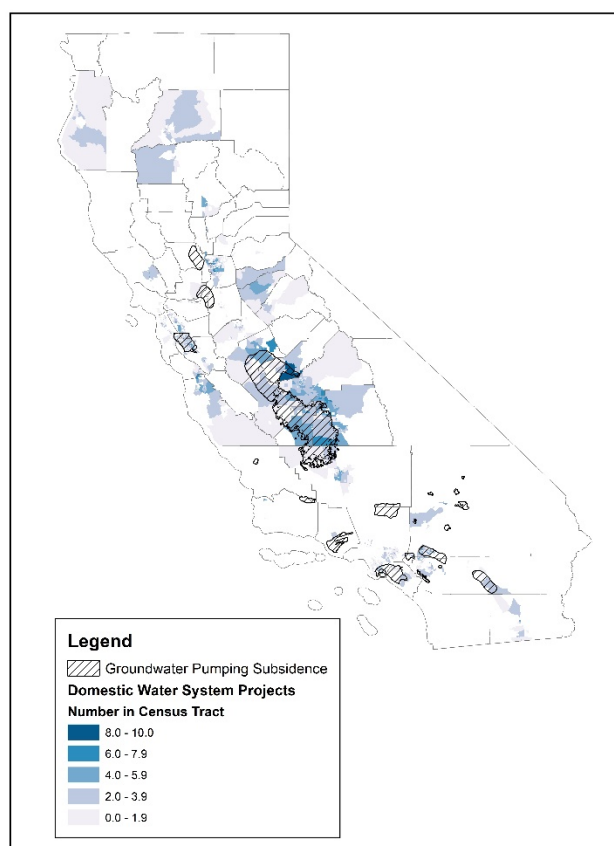 Legend
Groundwater Pumping Subsidence
Domestic Water System Projects
Number in Census Tract
8.0 - 10.0
6.0 - 7.9
4.0 - 5.9
2.0 - 3.9
0.0 - 1.9